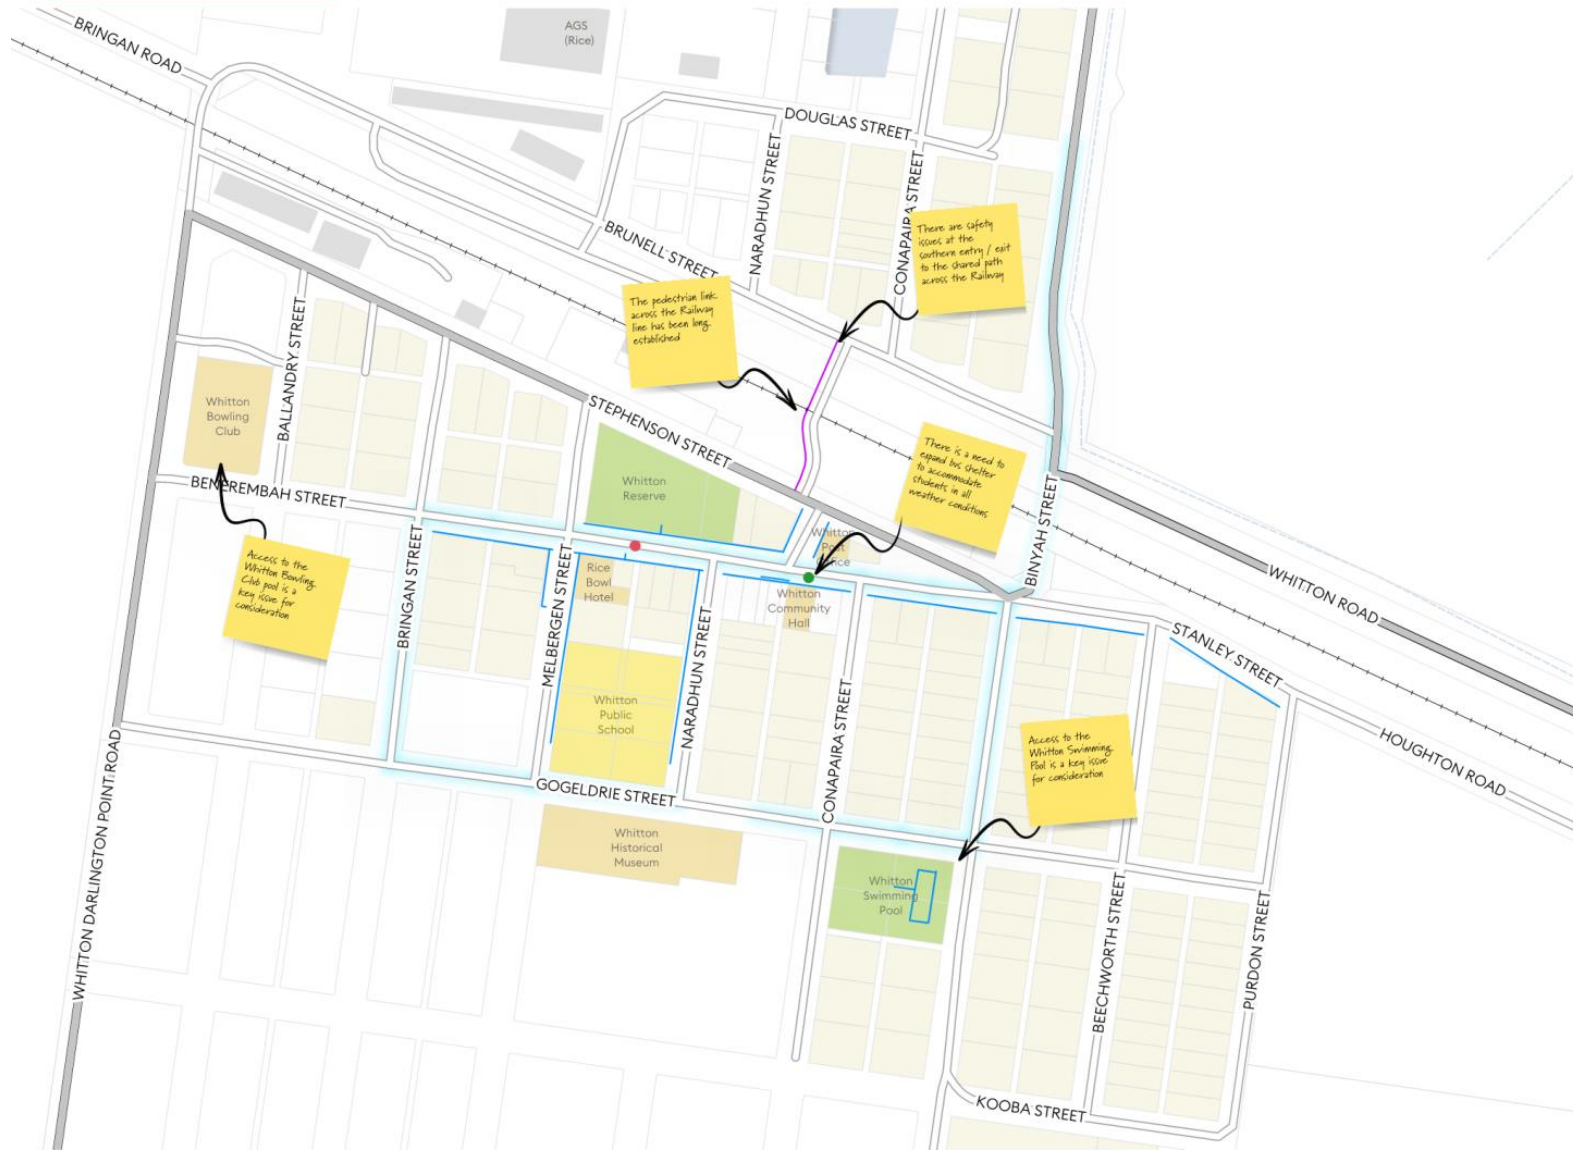 BRINGAN ROAD
AGS
(Rice)
DOUGLAS STREET
NARADHUN STREET
CONAPAIRA STREET
There are safety
issues at the
southern entry / exit
to the shared path
across the Railway
BRUNELL STREET
The pedestrian link
across the Railway
line has been long
established
BALLANDRY STREET
Whitton
Bowling
Club
STEPHENSON STREET
There is a need to
expand bus shelter
to accommodate
students in all
weather conditions
Whitton
Reserve
BENEREMBAH STREET
BINYAH STREET
WHITTON ROAD
Whitton
Post
Office
Access to the
Whitton Bowling
Club pool is a
key issue for
consideration
BRINGAN STREET
MELBERGEN STREET
Rice
Bowl
Hotel
Whitton
Community
Hall
NARADHUN STREET
STANLEY STREET
Whitton
Public
School
CONAPAIRA STREET
HOUGHTON ROAD
Access to the
Whitton Swimming
Pool is a key issue
for consideration
GOGELDRIE STREET
Whitton
Historical
Museum
WHITTON DARLINGTON POINT ROAD
Whitton
Swimming
Pool
BEECHWORTH STREET
PURDON STREET
KOOBA STREET